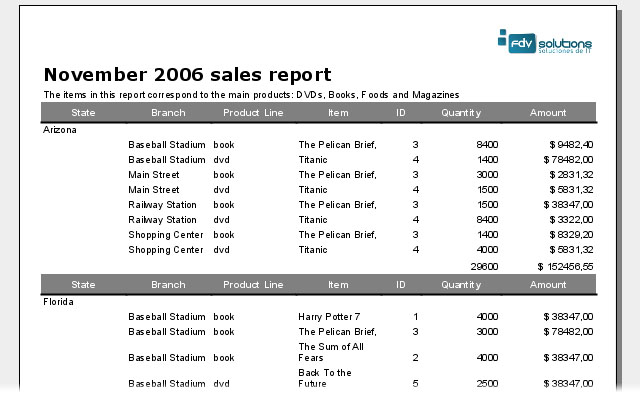 fdv solutions
soluciones de IT
November 2006 sales report
The items in this report correspond to the main products: DVDs, Books, Foods and Magazines
State Branch Product Line Item ID Quantity Amount
Arizona
Baseball Stadium book The Pelican Brief, 3 8400 $ 9482,40
Baseball Stadium dvd Titanic 4 1400 $ 78482,00
Main Street book The Pelican Brief, 3 3000 $ 2831,32
Main Street dvd Titanic 4 1500 $ 5831,32
Railway Station book The Pelican Brief, 3 1500 $ 38347,00
Railway Station dvd Titanic 4 8400 $ 3322,00
Shopping Center book The Pelican Brief, 3 1400 $ 8329,20
Shopping Center dvd Titanic 4 4000 $ 5831,32
29600 $ 152456,55
State Branch Product Line Item ID Quantity Amount
Florida
Baseball Stadium book Harry Potter 7 1 4000 $ 38347,00
Baseball Stadium book The Pelican Brief, 3 3000 $ 78482,00
The Sum of All
Baseball Stadium book Fears 2 4000 $ 38347,00
Back To the
Baseball Stadium dvd Future 5 2500 $ 38347,00